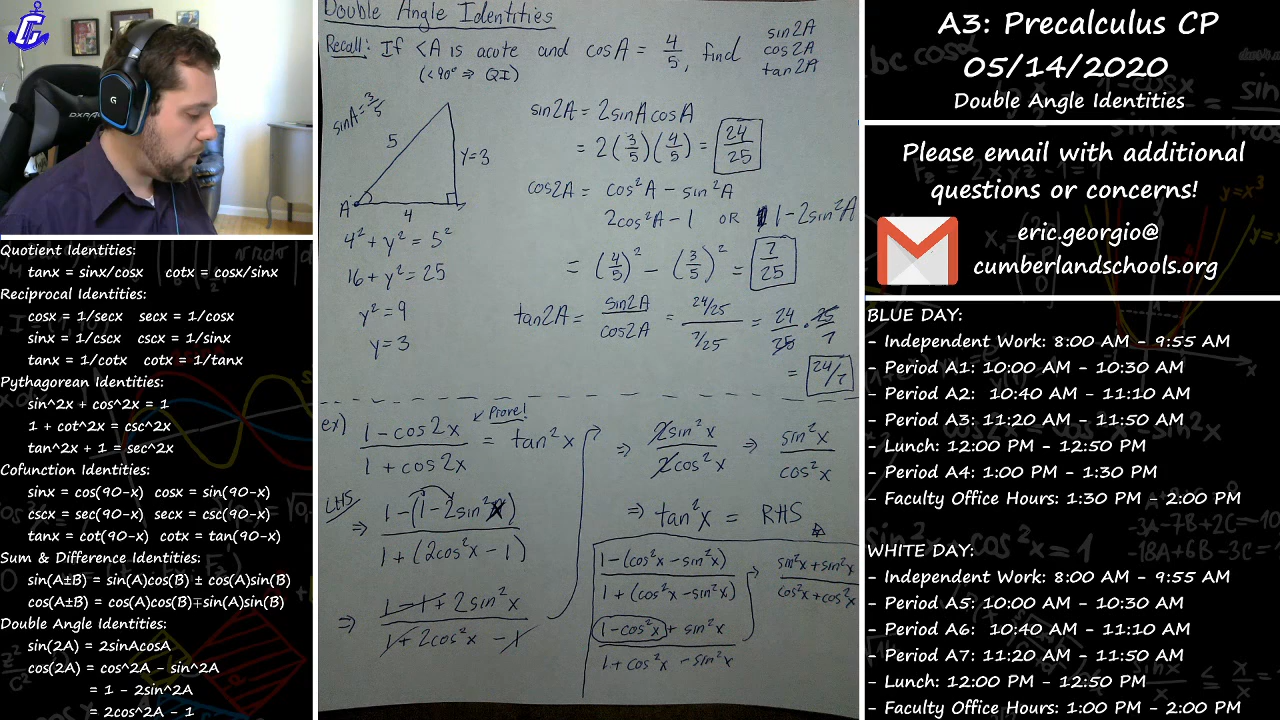 C
G
DXRACER
Quotient Identities:
tanx = sinx/cosx cotx = cosx/sinx
Reciprocal Identities:
cosx = 1/secx secx = 1/cosx
sinx = 1/cscx cscx = 1/sinx
tanx = 1/cotx cotx = 1/tanx
Pythagorean Identities:
sin^2x + cos^2x = 1
1 + cot^2x = csc^2x
tan^2x + 1 = sec^2x
Cofunction Identities:
sinx = cos(90-x) cosx = sin(90-x)
cscx = sec(90-x) secx = csc(90-x)
tanx = cot(90-x) cotx = tan(90-x)
Sum & Difference Identities:
sin(A±B) = sin(A)cos(B) ± cos(A)sin(B)
cos(A±B) = cos(A)cos(B)∓sin(A)sin(B)
Double Angle Identities:
sin(2A) = 2sinAcosA
cos(2A) = cos^2A - sin^2A
= 1 - 2sin^2A
= 2cos^2A - 1
Double Angle Identities
Recall: If <A is acute and cosA = 4/5, find sin2A
cos2A
tan2A
(<90° ⇒ QI)
sinA = 3/5
5
y=3
A
4
4² + y² = 5²
16 + y² = 25
y² = 9
y = 3
sin2A = 2sinAcosA
= 2(3/5)(4/5) = 24/25
cos2A = cos²A - sin²A
2cos²A - 1 OR 1-2sin²A
= (4/5)² - (3/5)² = 7/25
tan2A = sin2A/cos2A = 24/25 / 7/25 = 24/25 · 25/7
= 24/7
ex) 1-cos2x / 1+cos2x = tan²x
↙ Prove!
LHS
⇒ 1-(1-2sin²x) / 1+(2cos²x-1)
⇒ 1-1+2sin²x / 1+2cos²x-1
⇒ 2sin²x / 2cos²x ⇒ sin²x / cos²x
⇒ tan²x = RHS
1-(cos²x-sin²x) / 1+(cos²x-sin²x)
1-cos²x + sin²x / 1+cos²x-sin²x
sin²x+sin²x / cos²x+cos²x
A3: Precalculus CP
05/14/2020
Double Angle Identities
Please email with additional
questions or concerns!
eric.georgio@
cumberlandschools.org
BLUE DAY:
- Independent Work: 8:00 AM - 9:55 AM
- Period A1: 10:00 AM - 10:30 AM
- Period A2: 10:40 AM - 11:10 AM
- Period A3: 11:20 AM - 11:50 AM
- Lunch: 12:00 PM - 12:50 PM
- Period A4: 1:00 PM - 1:30 PM
- Faculty Office Hours: 1:30 PM - 2:00 PM
WHITE DAY:
- Independent Work: 8:00 AM - 9:55 AM
- Period A5: 10:00 AM - 10:30 AM
- Period A6: 10:40 AM - 11:10 AM
- Period A7: 11:20 AM - 11:50 AM
- Lunch: 12:00 PM - 12:50 PM
- Faculty Office Hours: 1:00 PM - 2:00 PM